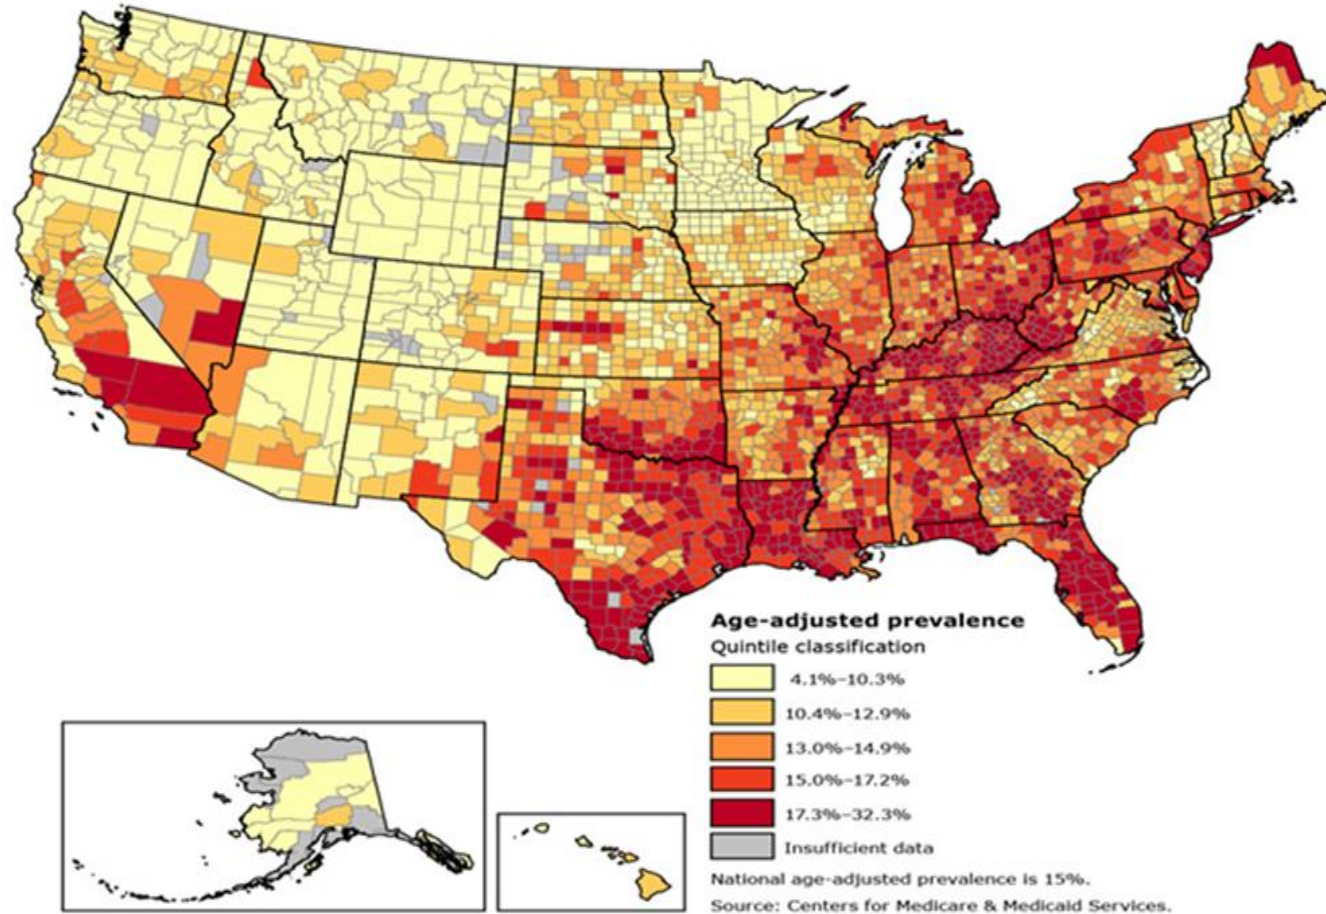 Age-adjusted prevalence
Quintile classification
4.1%–10.3%
10.4%–12.9%
13.0%–14.9%
15.0%–17.2%
17.3%–32.3%
Insufficient data
National age-adjusted prevalence is 15%.
Source: Centers for Medicare & Medicaid Services.